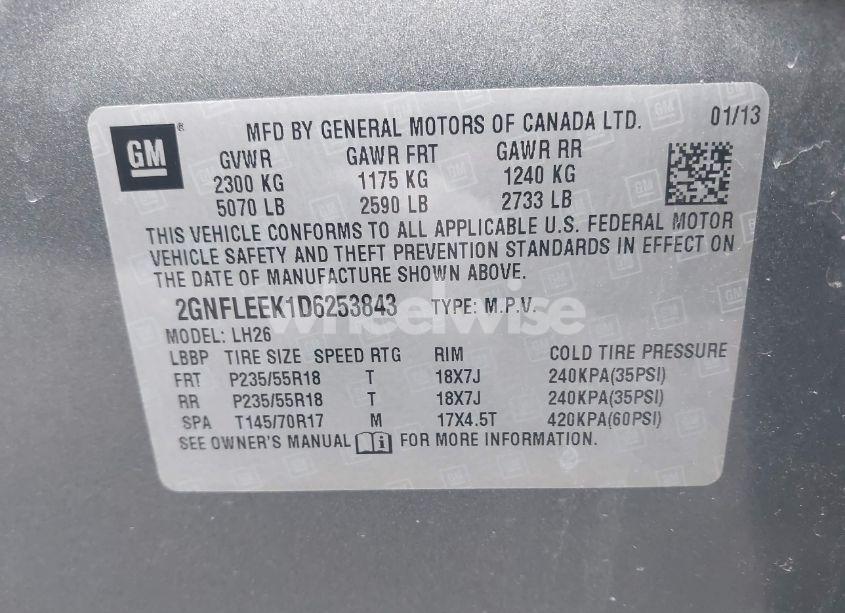 GM®
MFD BY GENERAL MOTORS OF CANADA LTD. 01/13
GVWR GAWR FRT GAWR RR
2300 KG 1175 KG 1240 KG
5070 LB 2590 LB 2733 LB
THIS VEHICLE CONFORMS TO ALL APPLICABLE U.S. FEDERAL MOTOR
VEHICLE SAFETY AND THEFT PREVENTION STANDARDS IN EFFECT ON
THE DATE OF MANUFACTURE SHOWN ABOVE.
2GNFLEEK1D6253843 TYPE: M.P.V.
wheelwise
MODEL: LH26
LBBP TIRE SIZE SPEED RTG RIM COLD TIRE PRESSURE
FRT P235/55R18 T 18X7J 240KPA(35PSI)
RR P235/55R18 T 18X7J 240KPA(35PSI)
SPA T145/70R17 M 17X4.5T 420KPA(60PSI)
SEE OWNER'S MANUAL i FOR MORE INFORMATION.